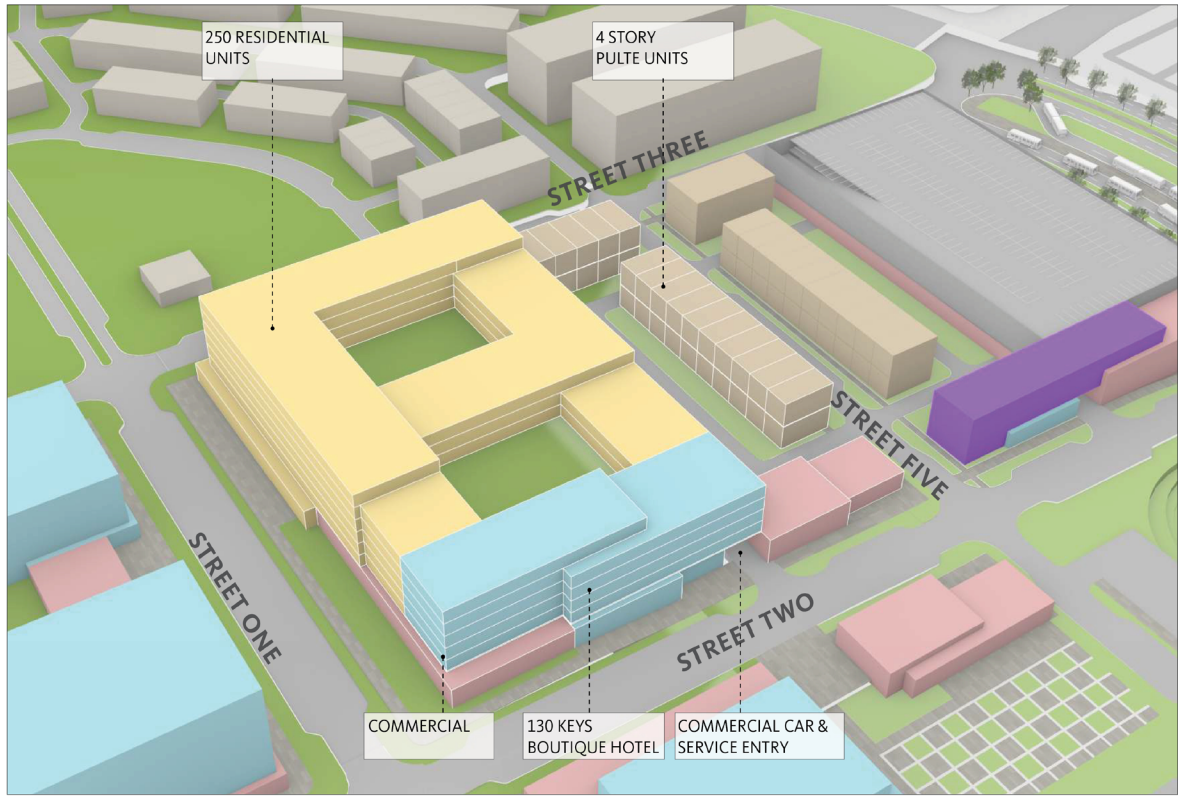 250 RESIDENTIAL
UNITS
4 STORY
PULTE UNITS
STREET THREE
STREET FIVE
STREET ONE
STREET TWO
COMMERCIAL
130 KEYS
BOUTIQUE HOTEL
COMMERCIAL CAR &
SERVICE ENTRY